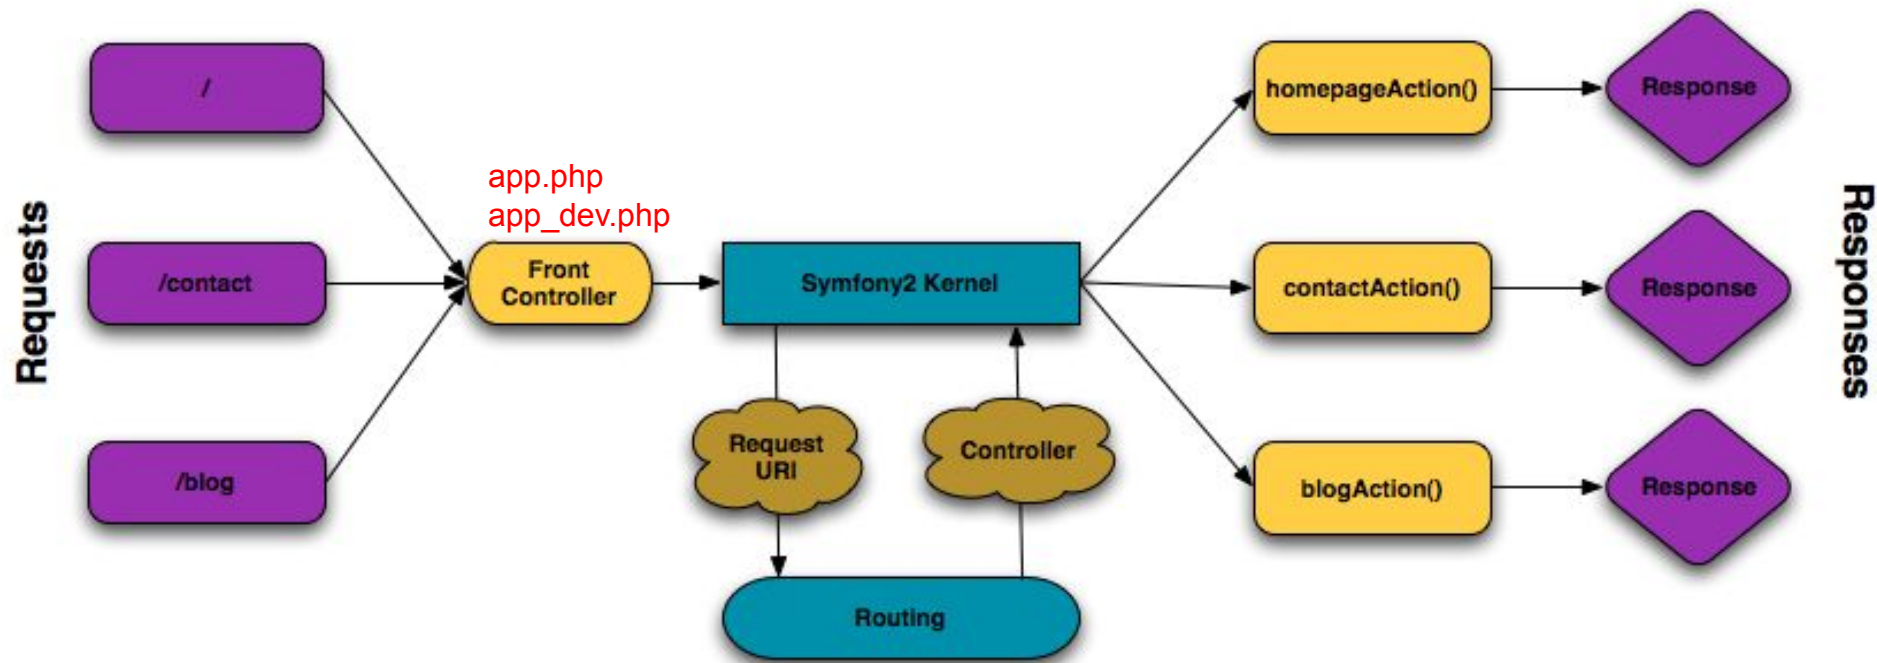 Requests
/
/contact
/blog
app.php
app_dev.php
Front
Controller
Symfony2 Kernel
Request
URI
Controller
Routing
homepageAction()
contactAction()
blogAction()
Response
Response
Response
Responses